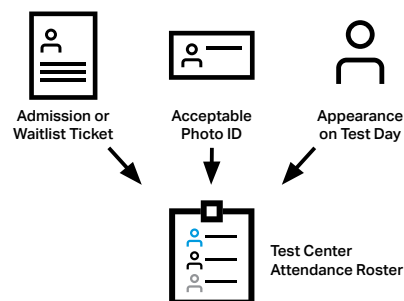 Admission or
Waitlist Ticket
Acceptable
Photo ID
Appearance
on Test Day
Test Center
Attendance Roster